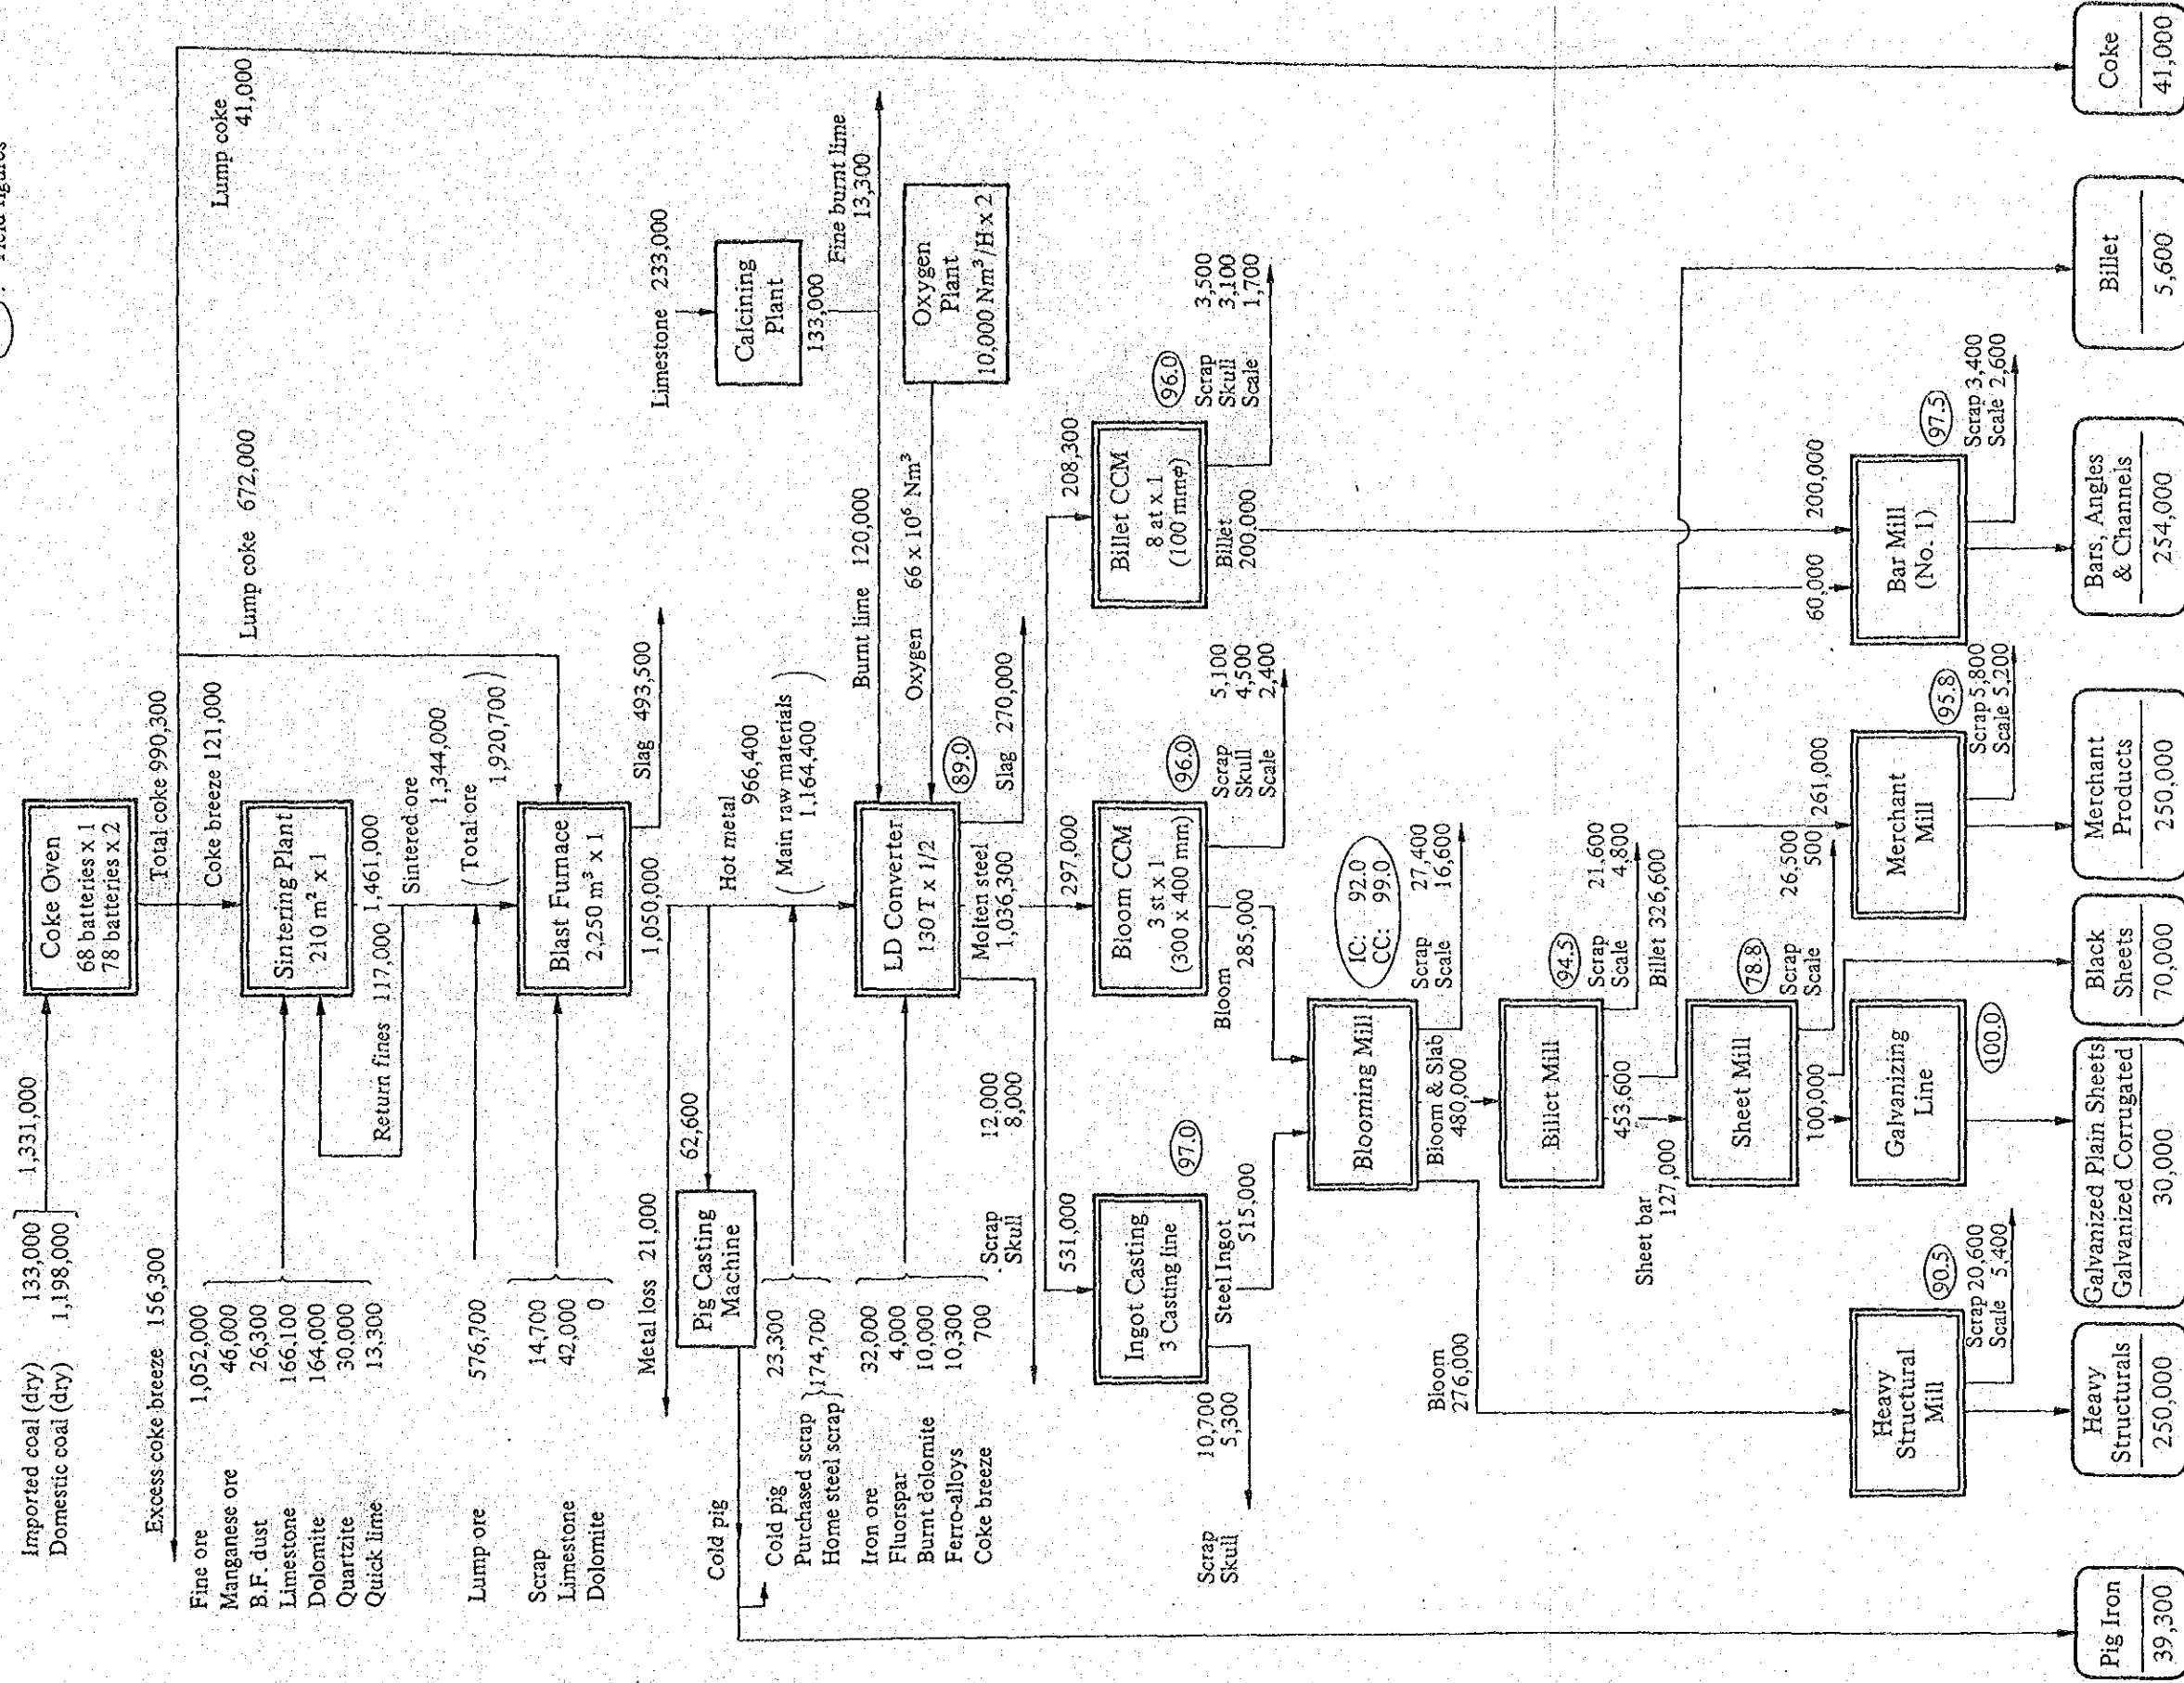 Yield figures
Imported coal (dry) 133,000
Domestic coal (dry) 1,198,000
1,331,000
Coke Oven
68 batteries x 1
78 batteries x 2
Total coke 990,300
Excess coke breeze 156,300
Coke breeze 121,000
Lump coke 672,000
Lump coke
41,000
Fine ore 1,052,000
Manganese ore 46,000
B.F. dust 26,300
Limestone 166,100
Dolomite 164,000
Quartzite 30,000
Quick lime 13,300
Sintering Plant
210 m² x 1
1,461,000
Return fines 117,000
Sintered ore
1,344,000
(Total ore
1,920,700)
Lump ore 576,700
Scrap 14,700
Limestone 42,000
Dolomite 0
Blast Furnace
2,250 m³ x 1
Slag 493,500
1,050,000
Metal loss 21,000
62,600
Pig Casting
Machine
Cold pig
Hot metal
966,400
(Main raw materials
1,164,400)
Cold pig 23,300
Purchased scrap
Home steel scrap } 174,700
Iron ore 32,000
Fluorspar 4,000
Burnt dolomite 10,000
Ferro-alloys 10,300
Coke breeze 700
Limestone 233,000
Calcining
Plant
133,000
Fine burnt lime
13,300
Burnt lime 120,000
Oxygen
Plant
10,000 Nm³/H x 2
Oxygen 66 x 10⁶ Nm³
LD Converter
130 T x 1/2
89.0
Slag 270,000
Molten steel
1,036,300
Scrap 12,000
Skull 8,000
531,000
297,000
208,300
Ingot Casting
3 Casting line
97.0
Scrap 10,700
Skull 5,300
Steel Ingot
515,000
Bloom CCM
3 st x 1
(300 x 400 mm)
96.0
Scrap 5,100
Skull 4,500
Scale 2,400
Bloom
285,000
Billet CCM
8 at x 1
(100 mmφ)
96.0
Scrap 3,500
Skull 3,100
Scale 1,700
Billet
200,000
Blooming Mill
IC: 92.0
CC: 99.0
Scrap 27,400
Scale 16,600
Bloom & Slab
480,000
Bloom
276,000
Billet Mill
94.5
Scrap 21,600
Scale 4,800
453,600
Billet 326,600
Sheet bar
127,000
Sheet Mill
78.8
Scrap 26,500
Scale 500
100,000
261,000
60,000
200,000
Heavy
Structural
Mill
90.5
Scrap 20,600
Scale 5,400
Galvanizing
Line
100.0
Merchant
Mill
95.8
Scrap 5,800
Scale 5,200
Bar Mill
(No. 1)
97.5
Scrap 3,400
Scale 2,600
Pig Iron
39,300
Heavy
Structurals
250,000
Galvanized Plain Sheets
Galvanized Corrugated
30,000
Black
Sheets
70,000
Merchant
Products
250,000
Bars, Angles
& Channels
254,000
Billet
5,600
Coke
41,000